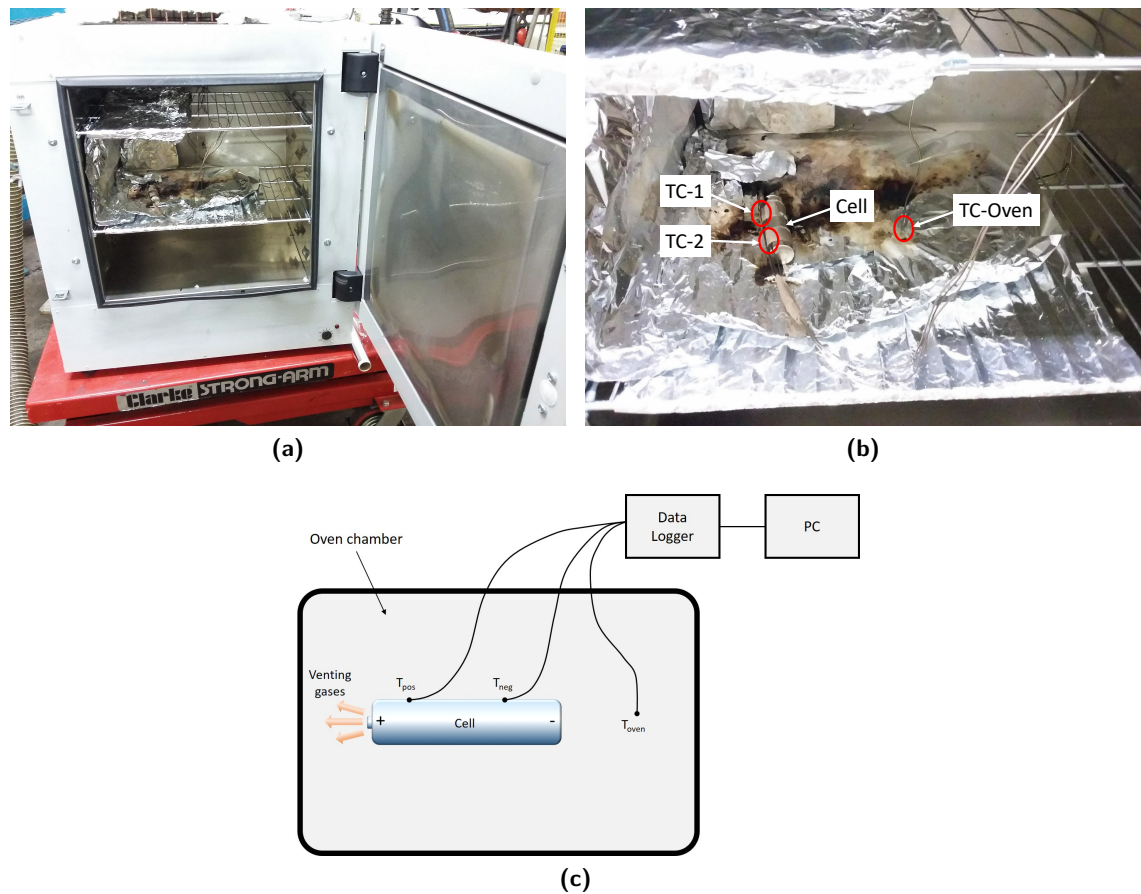 Clarke STRONG-ARM
(a)
TC-1
Cell
TC-Oven
TC-2
(b)
Data
Logger
PC
Oven chamber
Venting
gases
Tpos
Tneg
+
Cell
-
Toven
(c)